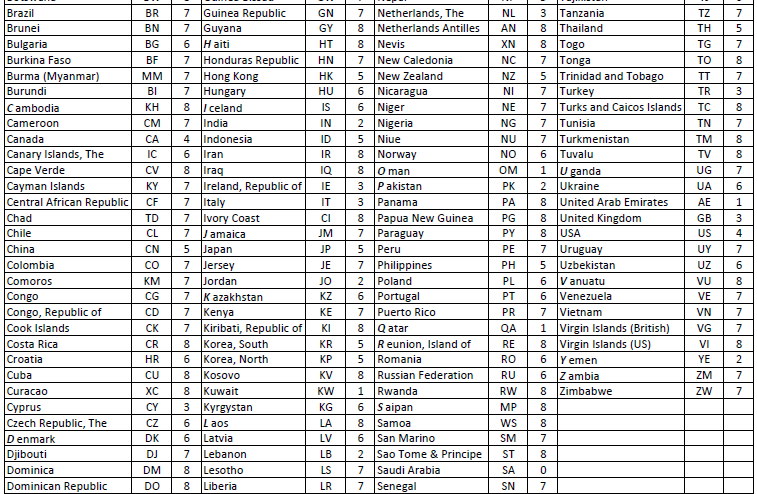 Brazil BR 7 Guinea Republic GN 7 Netherlands, The NL 3 Tanzania TZ 7
Brunei BN 7 Guyana GY 8 Netherlands Antilles AN 8 Thailand TH 5
Bulgaria BG 6 Haiti HT 8 Nevis XN 8 Togo TG 7
Burkina Faso BF 7 Honduras Republic HN 7 New Caledonia NC 7 Tonga TO 8
Burma (Myanmar) MM 7 Hong Kong HK 5 New Zealand NZ 5 Trinidad and Tobago TT 7
Burundi BI 7 Hungary HU 6 Nicaragua NI 7 Turkey TR 3
Cambodia KH 8 Iceland IS 6 Niger NE 7 Turks and Caicos Islands TC 8
Cameroon CM 7 India IN 2 Nigeria NG 7 Tunisia TN 7
Canada CA 4 Indonesia ID 5 Niue NU 7 Turkmenistan TM 8
Canary Islands, The IC 6 Iran IR 8 Norway NO 6 Tuvalu TV 8
Cape Verde CV 8 Iraq IQ 8 Oman OM 1 Uganda UG 7
Cayman Islands KY 7 Ireland, Republic of IE 3 Pakistan PK 2 Ukraine UA 6
Central African Republic CF 7 Italy IT 3 Panama PA 8 United Arab Emirates AE 1
Chad TD 7 Ivory Coast CI 8 Papua New Guinea PG 8 United Kingdom GB 3
Chile CL 7 Jamaica JM 7 Paraguay PY 8 USA US 4
China CN 5 Japan JP 5 Peru PE 7 Uruguay UY 7
Colombia CO 7 Jersey JE 7 Philippines PH 5 Uzbekistan UZ 6
Comoros KM 7 Jordan JO 2 Poland PL 6 Vanuatu VU 8
Congo CG 7 Kazakhstan KZ 6 Portugal PT 6 Venezuela VE 7
Congo, Republic of CD 7 Kenya KE 7 Puerto Rico PR 7 Vietnam VN 7
Cook Islands CK 7 Kiribati, Republic of KI 8 Qatar QA 1 Virgin Islands (British) VG 7
Costa Rica CR 8 Korea, South KR 5 Reunion, Island of RE 8 Virgin Islands (US) VI 8
Croatia HR 6 Korea, North KP 5 Romania RO 6 Yemen YE 2
Cuba CU 8 Kosovo KV 8 Russian Federation RU 6 Zambia ZM 7
Curacao XC 8 Kuwait KW 1 Rwanda RW 8 Zimbabwe ZW 7
Cyprus CY 3 Kyrgystan KG 6 Saipan MP 8
Czech Republic, The CZ 6 Laos LA 8 Samoa WS 8
Denmark DK 6 Latvia LV 6 San Marino SM 7
Djibouti DJ 7 Lebanon LB 2 Sao Tome & Principe ST 8
Dominica DM 8 Lesotho LS 7 Saudi Arabia SA 0
Dominican Republic DO 8 Liberia LR 7 Senegal SN 7